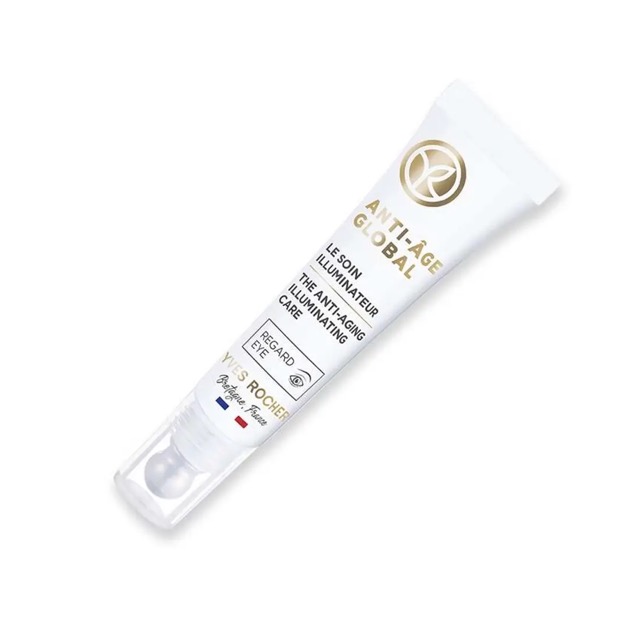 ANTI-ÂGE
GLOBAL
LE SOIN
ILLUMINATEUR
THE ANTI-AGING
ILLUMINATING
CARE
REGARD
EYE
YVES ROCHER
Bretagne, France